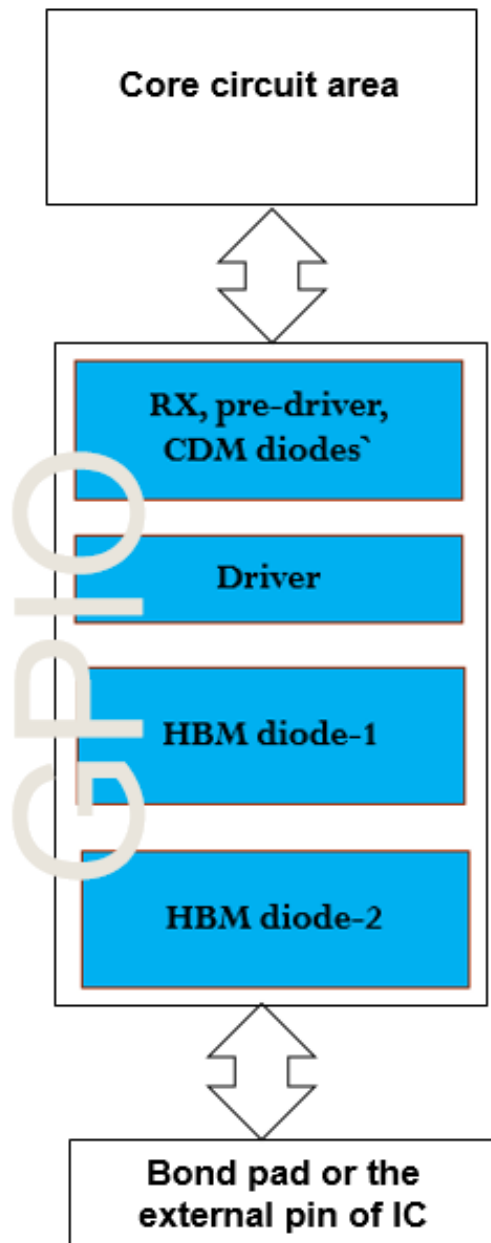 Core circuit area
RX, pre-driver,
CDM diodes`
Driver
HBM diode-1
HBM diode-2
GPIO
Bond pad or the
external pin of IC